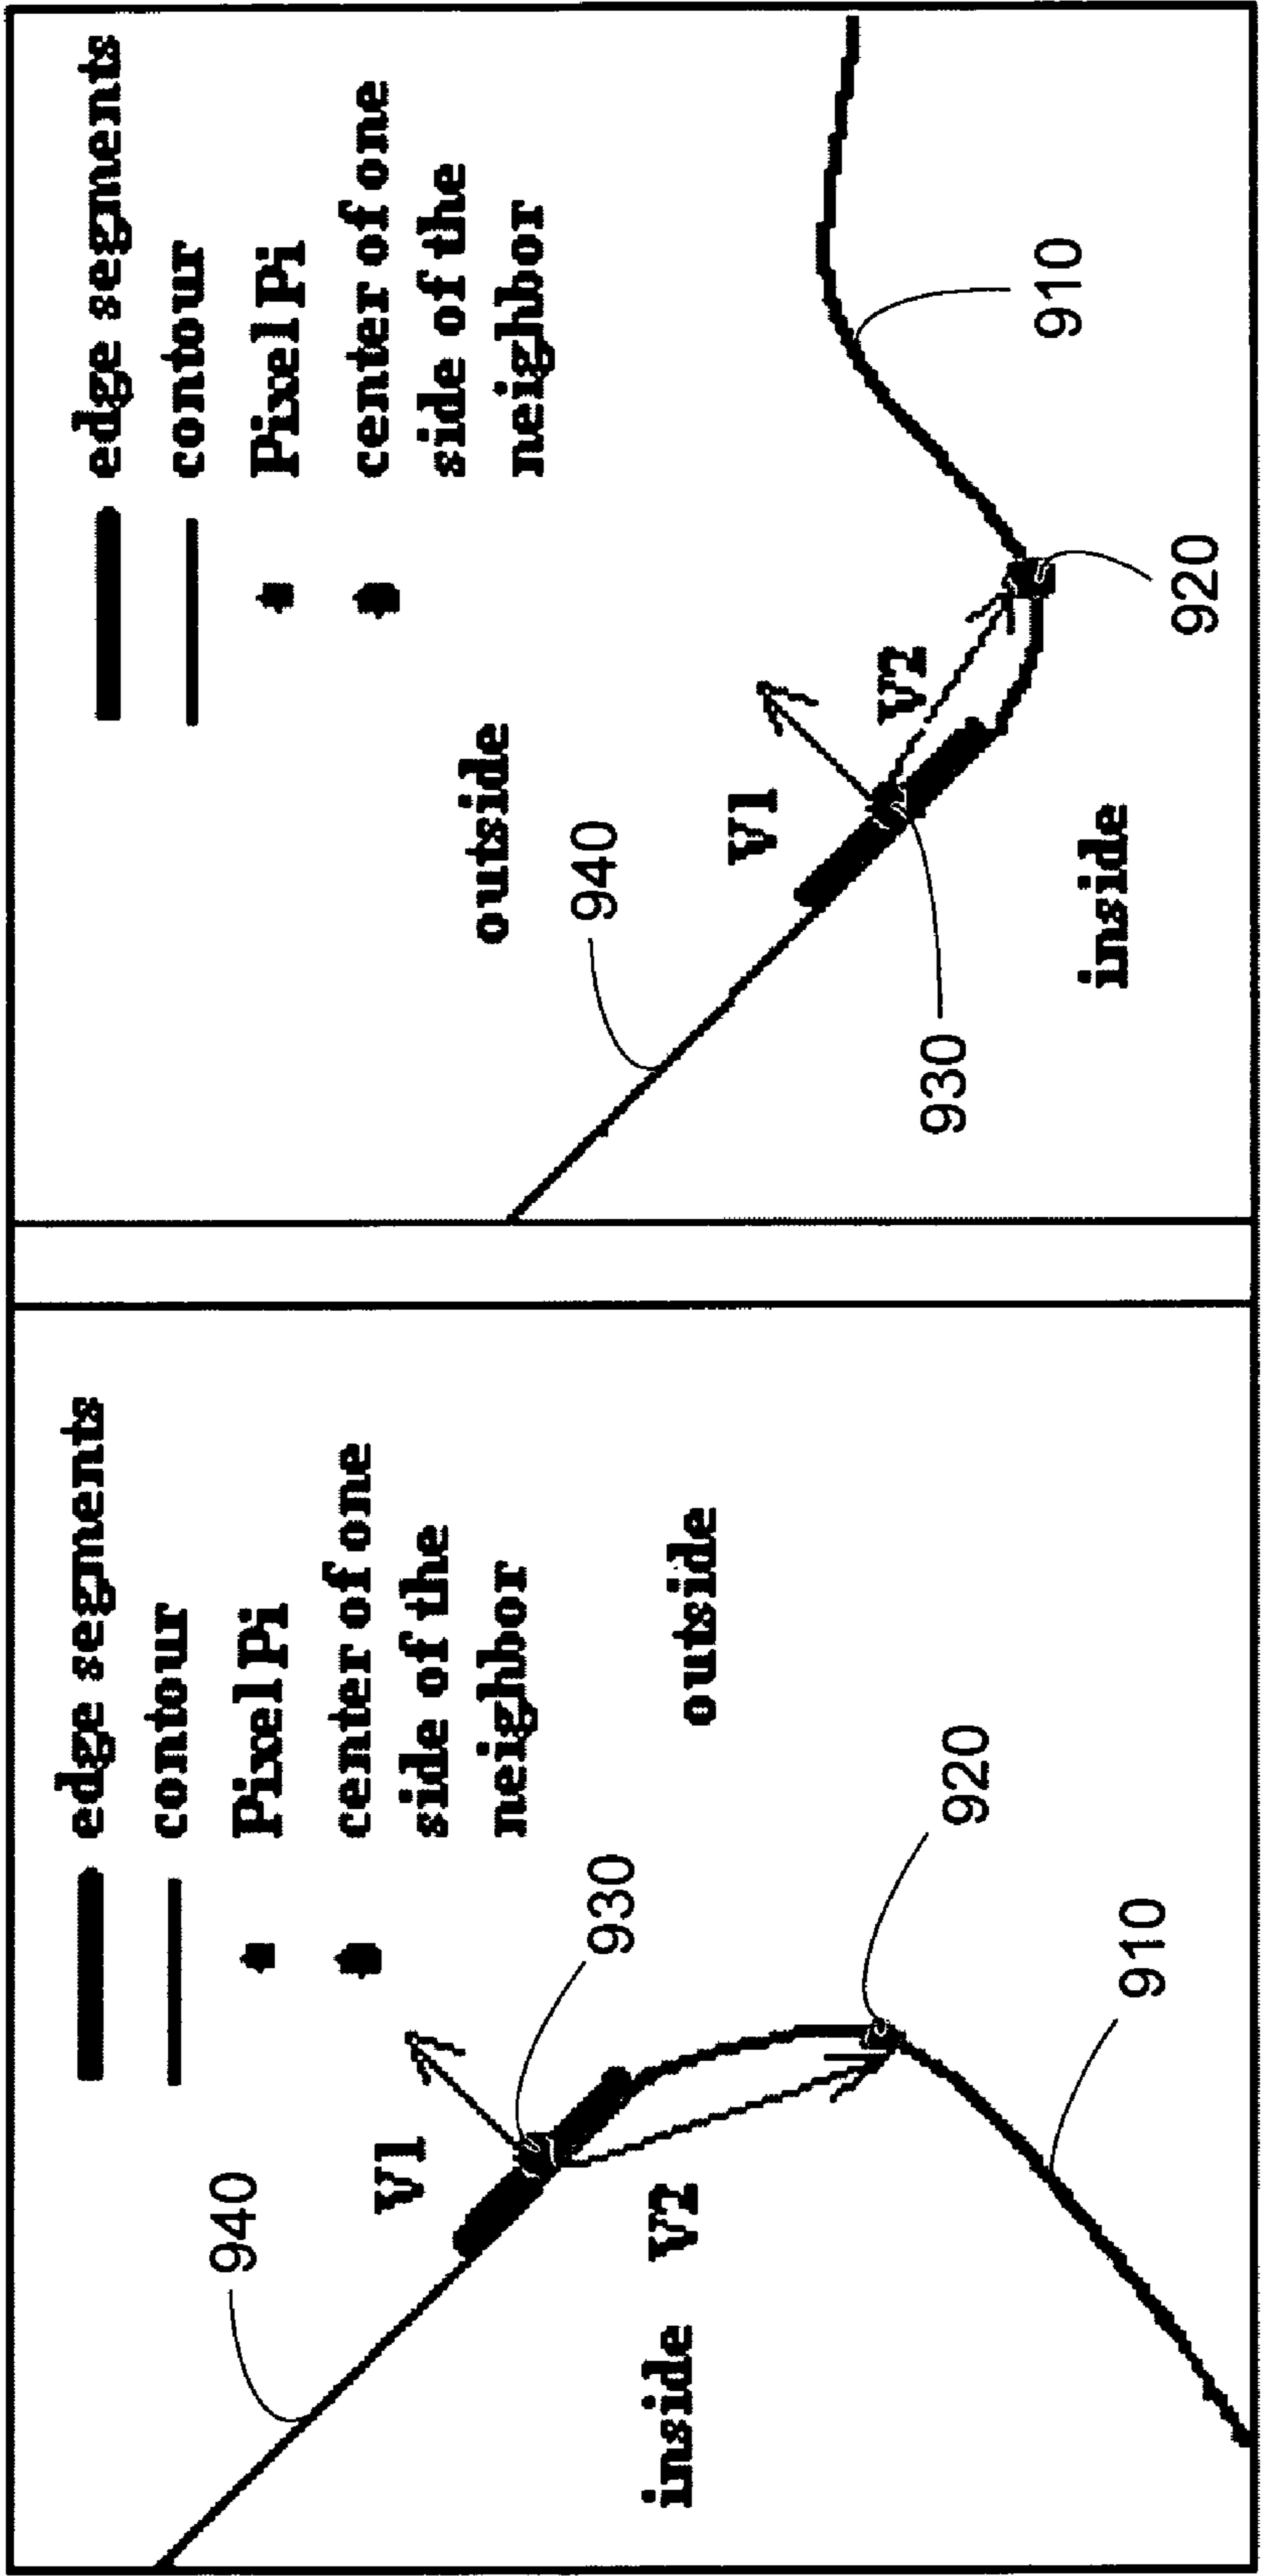 edge segments
contour
Pixel Pi
center of one
side of the
neighbor
940
V1
930
outside
inside
V2
920
910
edge segments
contour
Pixel Pi
center of one
side of the
neighbor
outside
940
V1
V2
930
inside
920
910